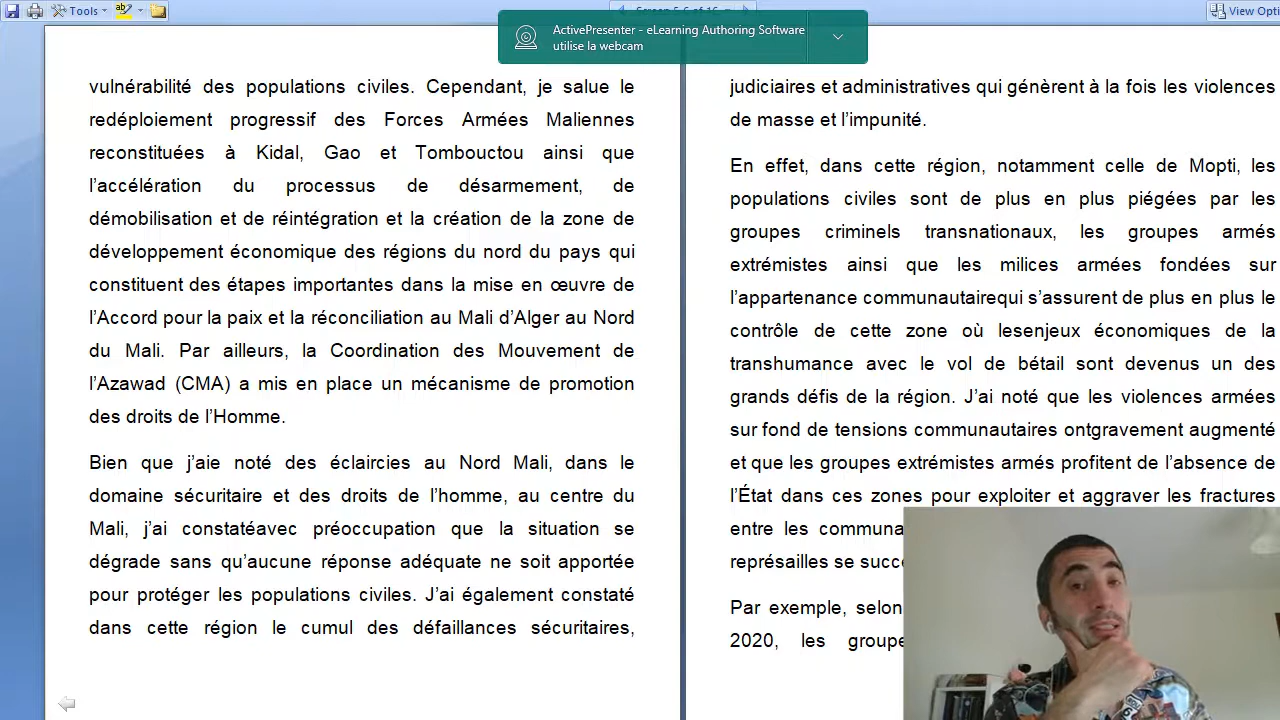 Tools
Screen 5-6 of 16
View Opti
ActivePresenter - eLearning Authoring Software
utilise la webcam
vulnérabilité des populations civiles. Cependant, je salue le
redéploiement progressif des Forces Armées Maliennes
reconstituées à Kidal, Gao et Tombouctou ainsi que
l’accélération du processus de désarmement, de
démobilisation et de réintégration et la création de la zone de
développement économique des régions du nord du pays qui
constituent des étapes importantes dans la mise en œuvre de
l’Accord pour la paix et la réconciliation au Mali d’Alger au Nord
du Mali. Par ailleurs, la Coordination des Mouvement de
l’Azawad (CMA) a mis en place un mécanisme de promotion
des droits de l’Homme.
Bien que j’aie noté des éclaircies au Nord Mali, dans le
domaine sécuritaire et des droits de l’homme, au centre du
Mali, j’ai constatéavec préoccupation que la situation se
dégrade sans qu’aucune réponse adéquate ne soit apportée
pour protéger les populations civiles. J’ai également constaté
dans cette région le cumul des défaillances sécuritaires,
judiciaires et administratives qui génèrent à la fois les violences
de masse et l’impunité.
En effet, dans cette région, notamment celle de Mopti, les
populations civiles sont de plus en plus piégées par les
groupes criminels transnationaux, les groupes armés
extrémistes ainsi que les milices armées fondées sur
l’appartenance communautairequi s’assurent de plus en plus le
contrôle de cette zone où lesenjeux économiques de la
transhumance avec le vol de bétail sont devenus un des
grands défis de la région. J’ai noté que les violences armées
sur fond de tensions communautaires ontgravement augmenté
et que les groupes extrémistes armés profitent de l’absence de
l’État dans ces zones pour exploiter et aggraver les fractures
entre les communa
représailles se succè
Par exemple, selon
2020, les groupe